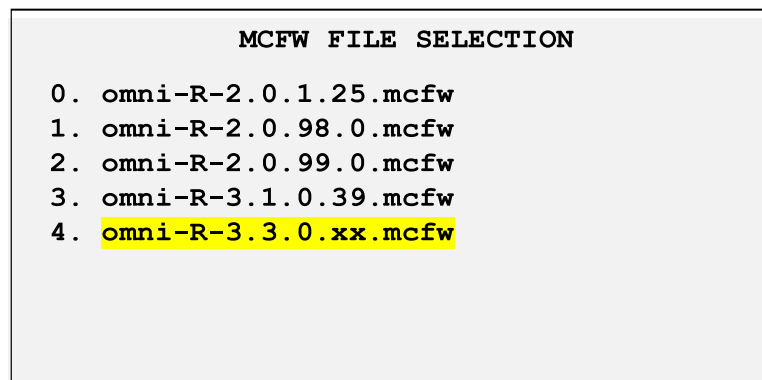 MCFW FILE SELECTION
0. omni-R-2.0.1.25.mcfw
1. omni-R-2.0.98.0.mcfw
2. omni-R-2.0.99.0.mcfw
3. omni-R-3.1.0.39.mcfw
4. omni-R-3.3.0.xx.mcfw